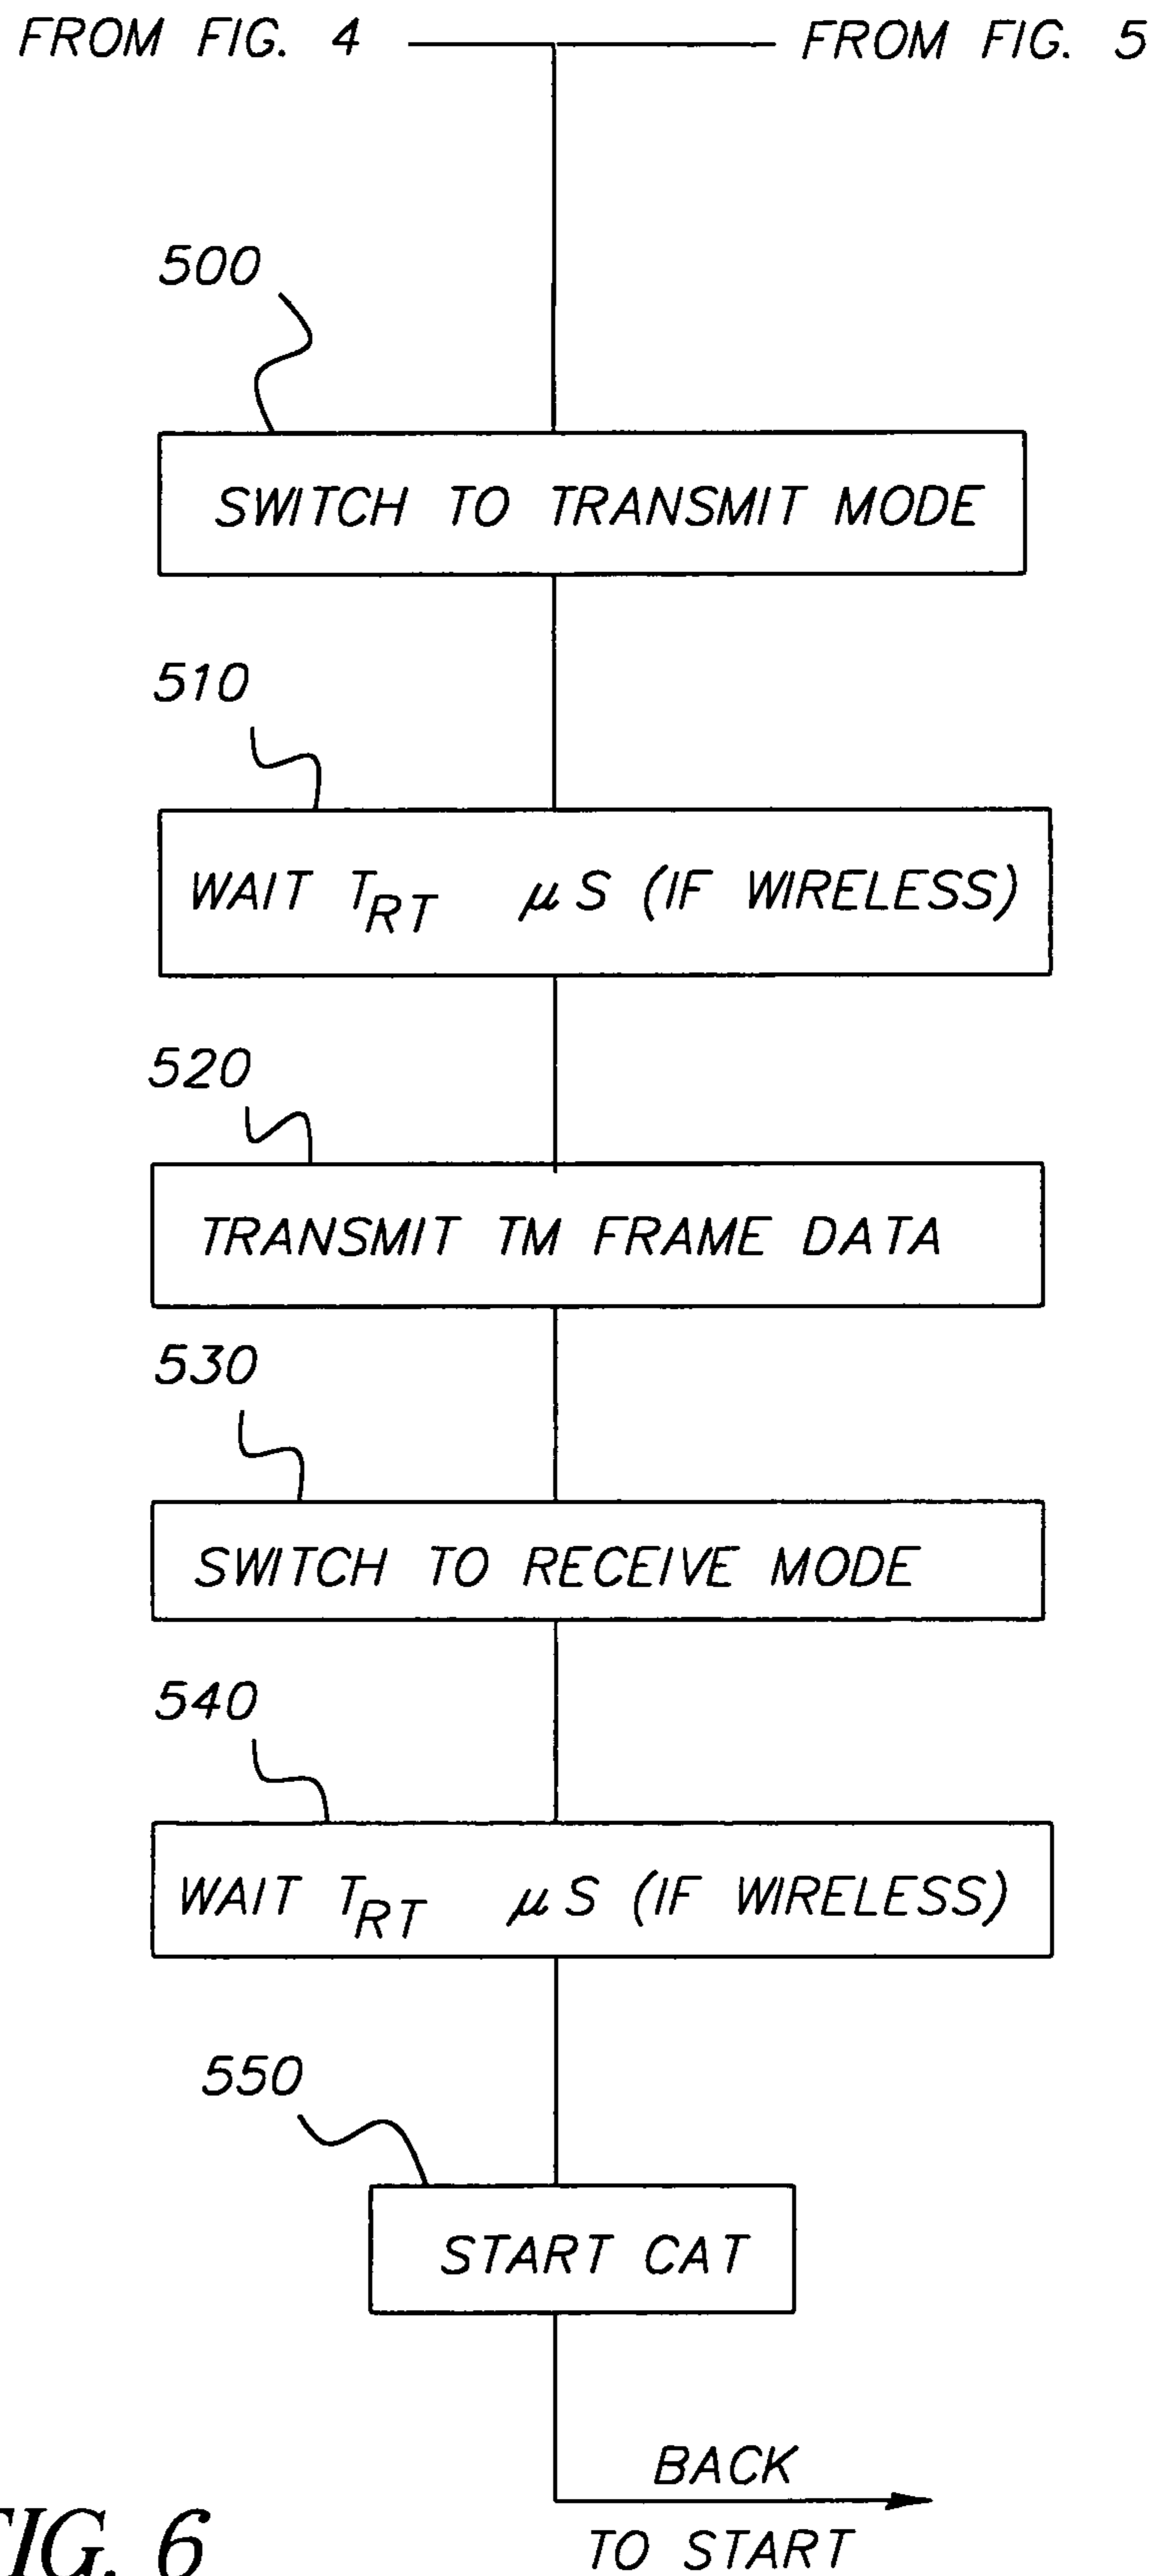 FROM FIG. 4
FROM FIG. 5
500
SWITCH TO TRANSMIT MODE
510
WAIT T_RT μS (IF WIRELESS)
520
TRANSMIT TM FRAME DATA
530
SWITCH TO RECEIVE MODE
540
WAIT T_RT μS (IF WIRELESS)
550
START CAT
BACK
TO START
FIG. 6